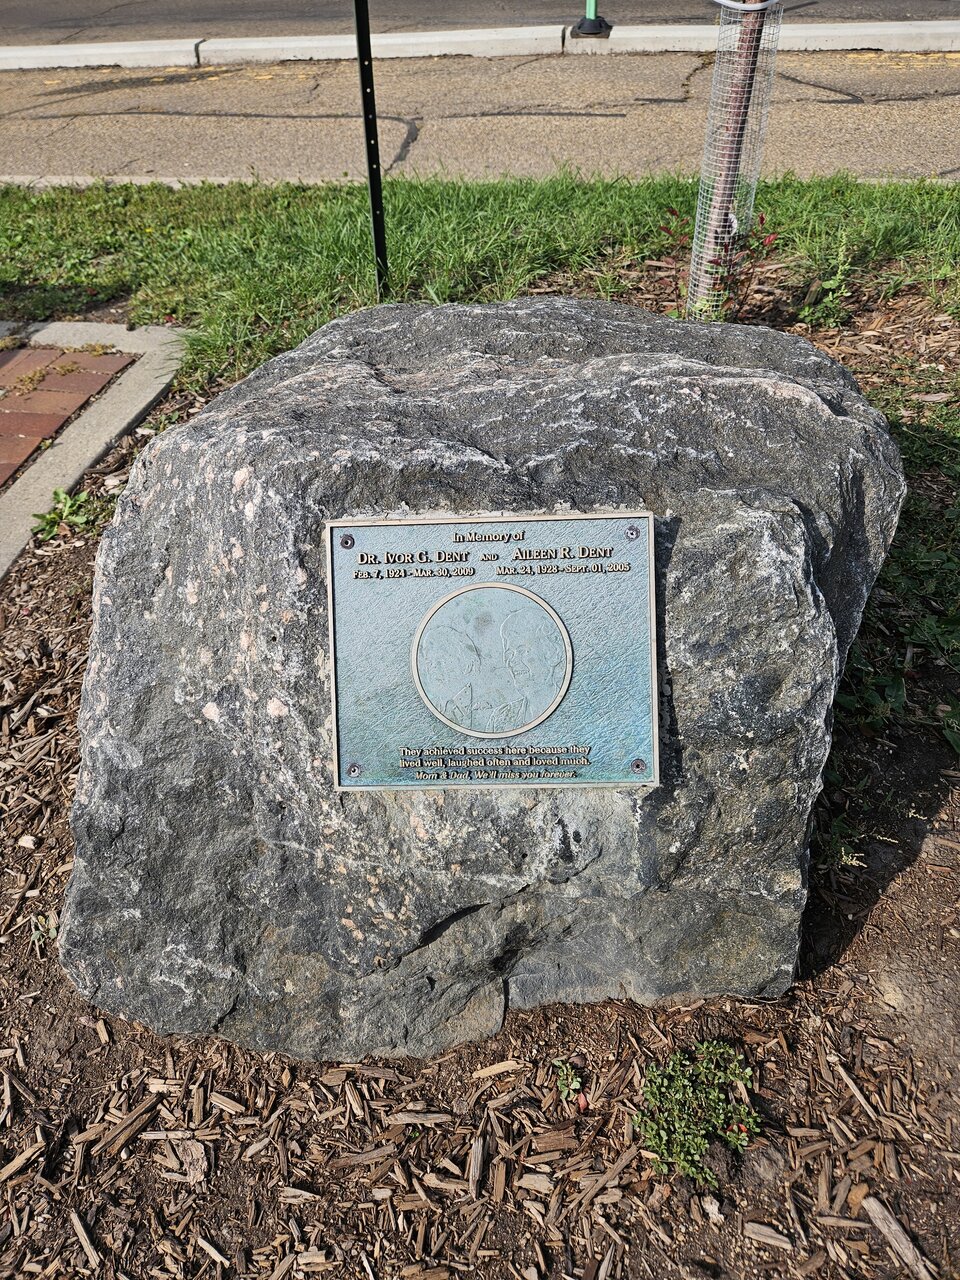 In Memory of
Dr. Ivor G. Dent and Aileen R. Dent
Feb. 7, 1924 - Mar. 30, 2009 Mar. 24, 1928 - Sept. 01, 2005
They achieved success here because they
lived well, laughed often and loved much.
Mom & Dad, We'll miss you forever.